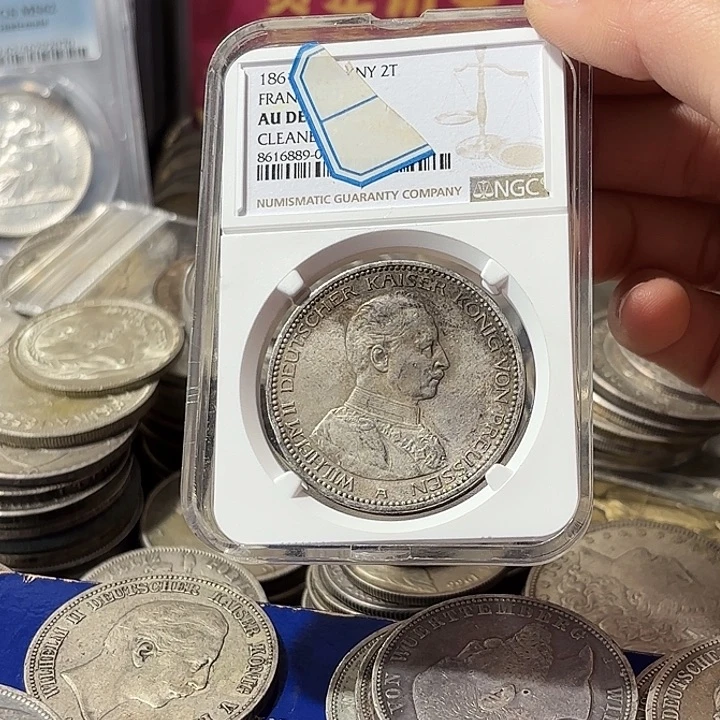 MS62
186 NY 2T
FRAN
AU DE
CLEANE
8616889-0
NUMISMATIC GUARANTY COMPANY
NGC
WILHELM II DEUTSCHER KAISER KÖNIG VON PREUSSEN
A
WILHELM II DEUTSCHER KAISER KÖNIG V
VON WÜRTTEMBERG